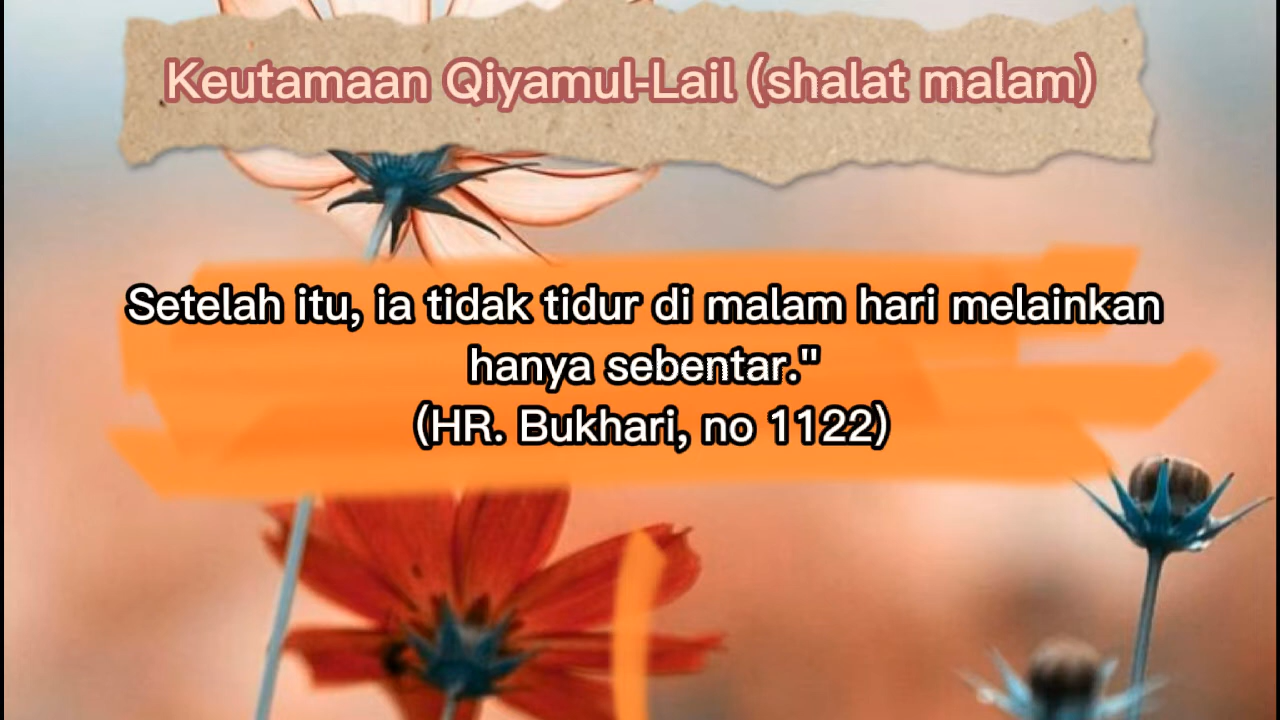 Keutamaan Qiyamul-Lail (shalat malam)
Setelah itu, ia tidak tidur di malam hari melainkan
hanya sebentar."
(HR. Bukhari, no 1122)